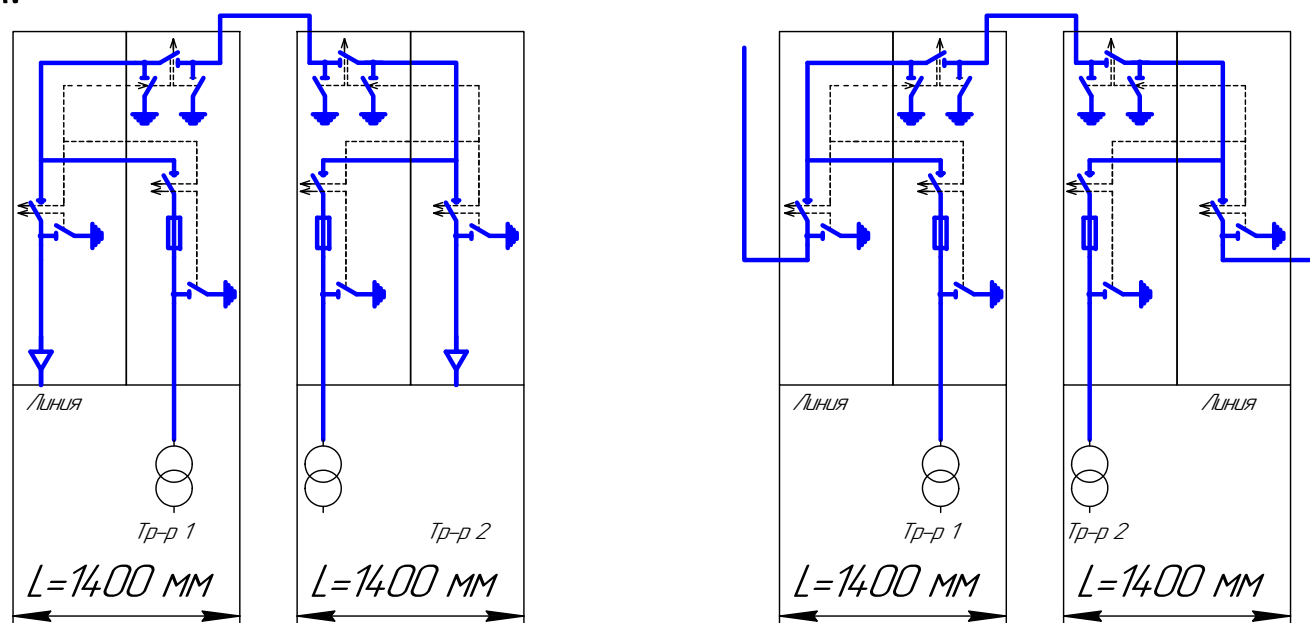 Линия
Линия
Линия
Тр-р 1
Тр-р 2
Тр-р 1
Тр-р 2
L=1400 мм
L=1400 мм
L=1400 мм
L=1400 мм